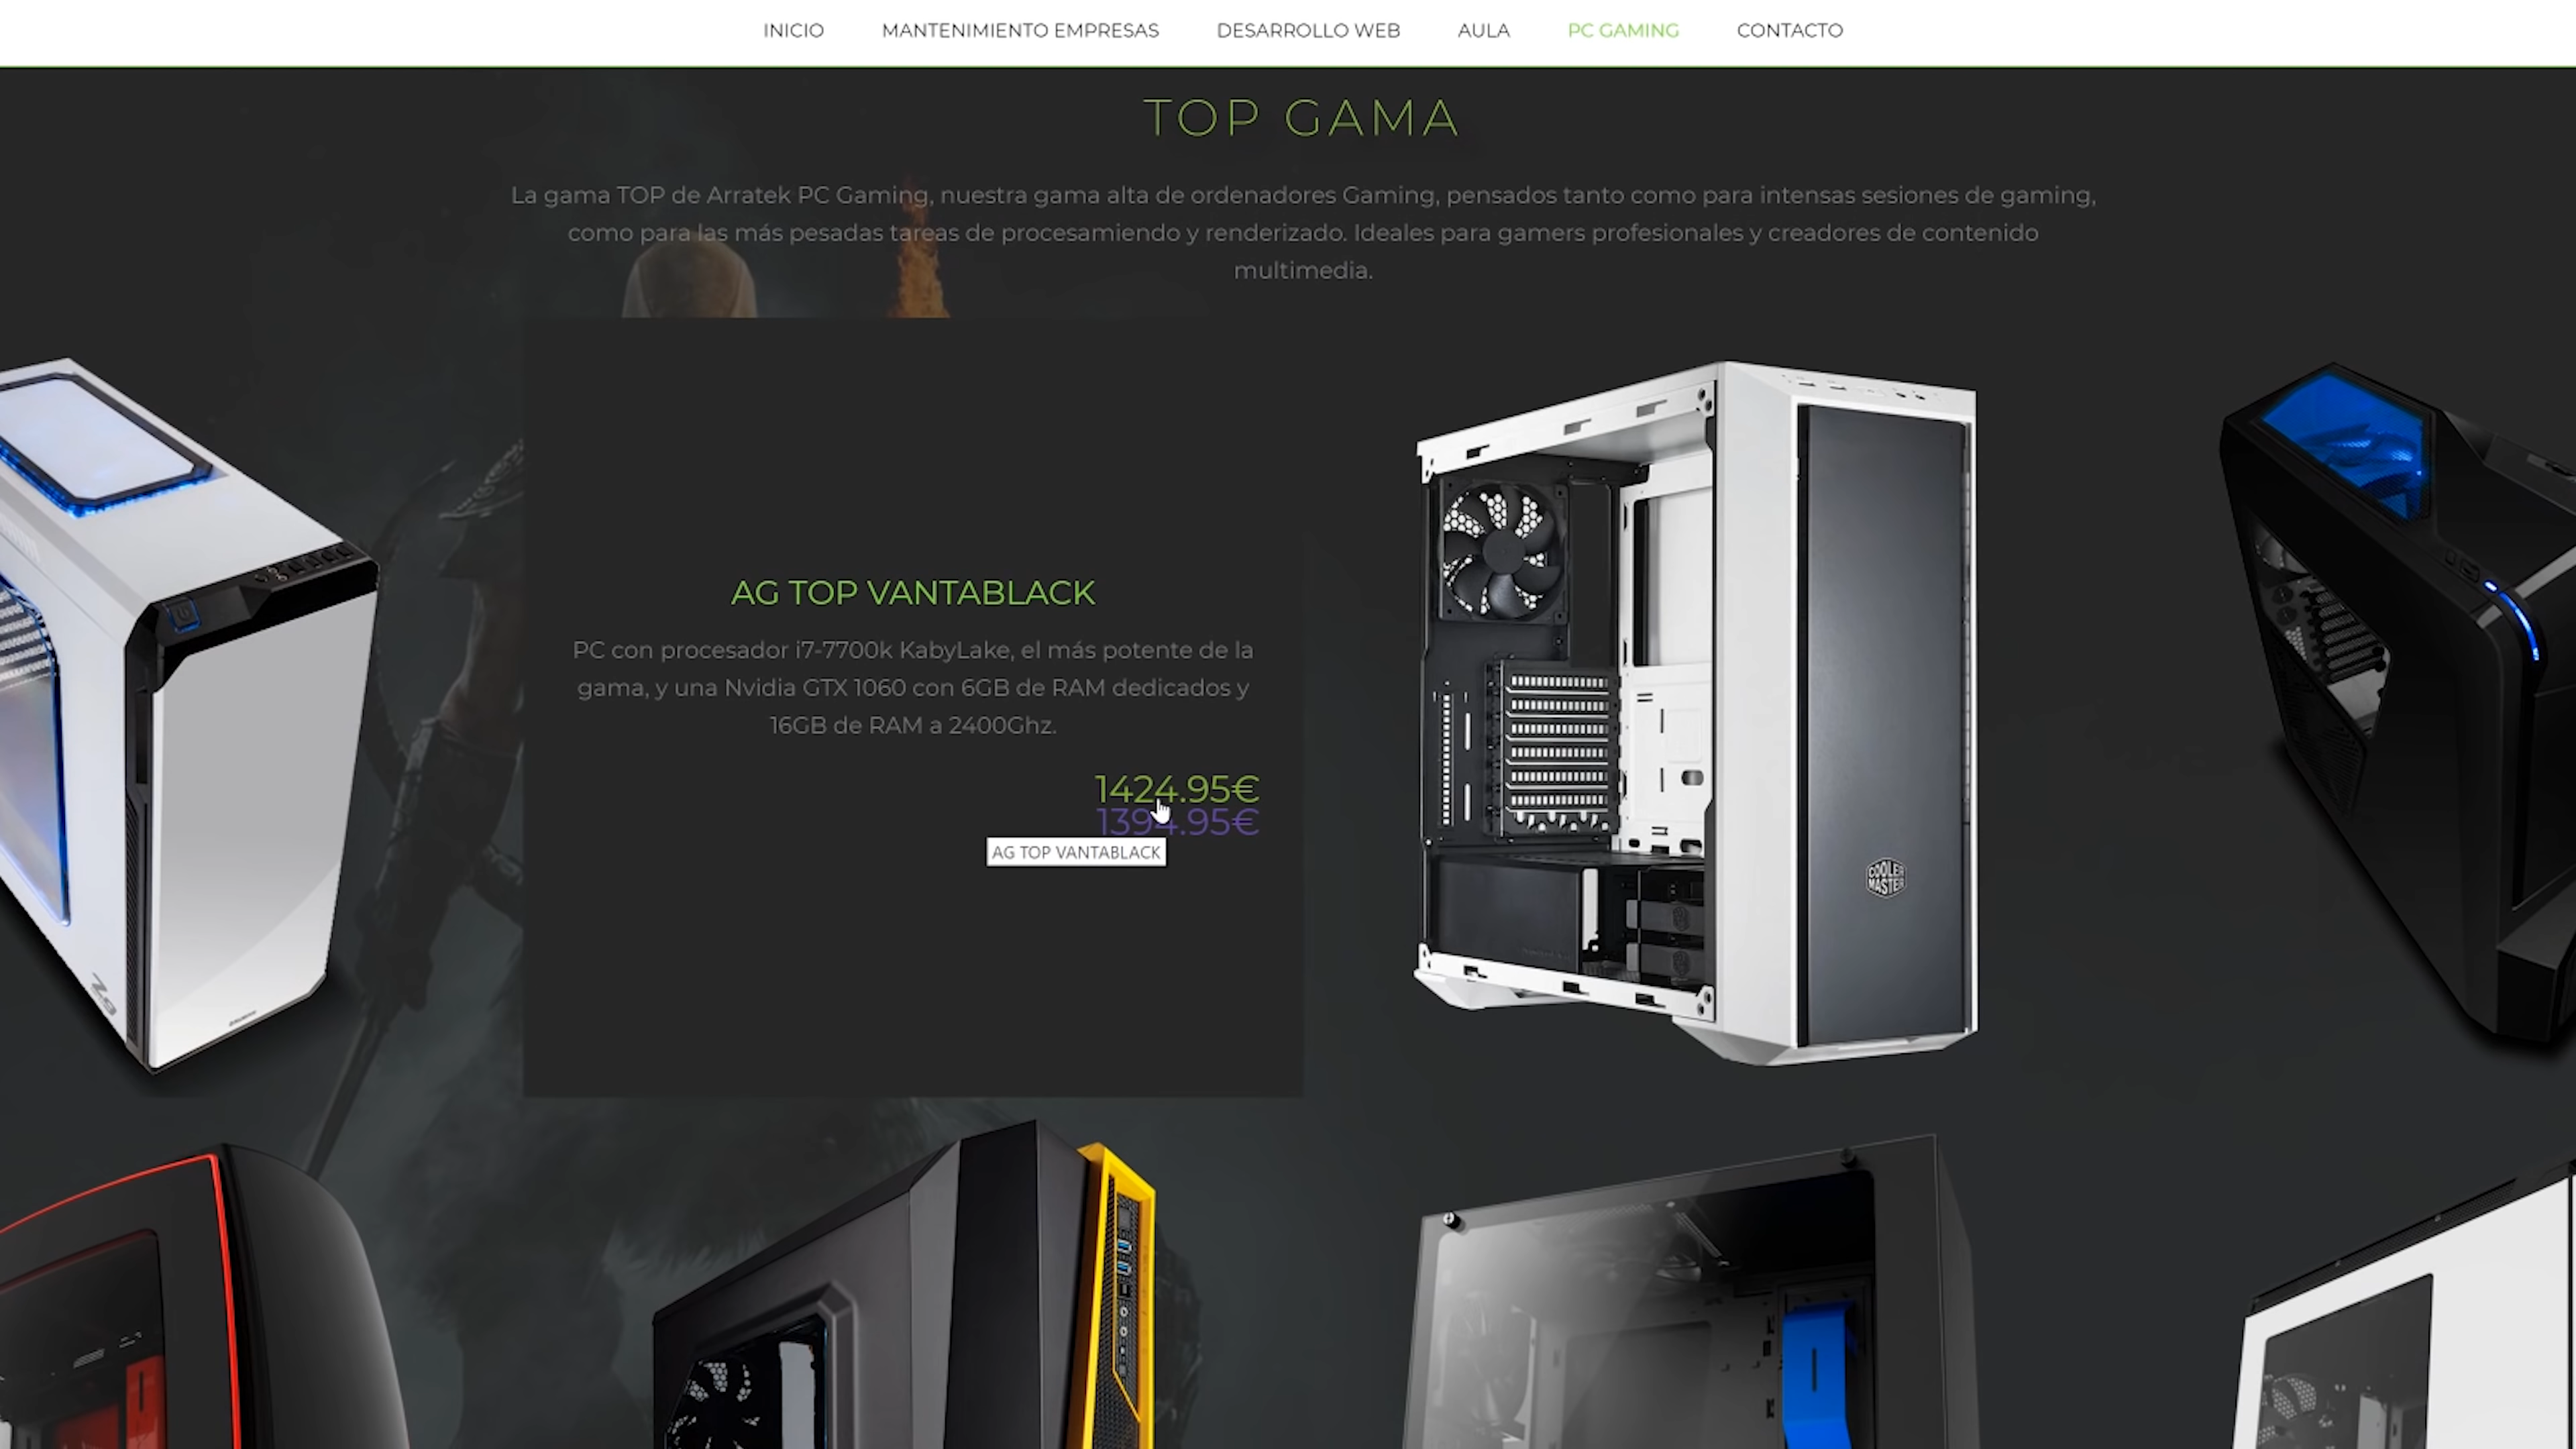 INICIO MANTENIMIENTO EMPRESAS DESARROLLO WEB AULA PC GAMING CONTACTO
TOP GAMA
La gama TOP de Arratek PC Gaming, nuestra gama alta de ordenadores Gaming, pensados tanto como para intensas sesiones de gaming,
como para las más pesadas tareas de procesamiendo y renderizado. Ideales para gamers profesionales y creadores de contenido
multimedia.
AG TOP VANTABLACK
PC con procesador i7-7700k KabyLake, el más potente de la
gama, y una Nvidia GTX 1060 con 6GB de RAM dedicados y
16GB de RAM a 2400Ghz.
1424.95€
1394.95€
AG TOP VANTABLACK
COOLER
MASTER
Z9